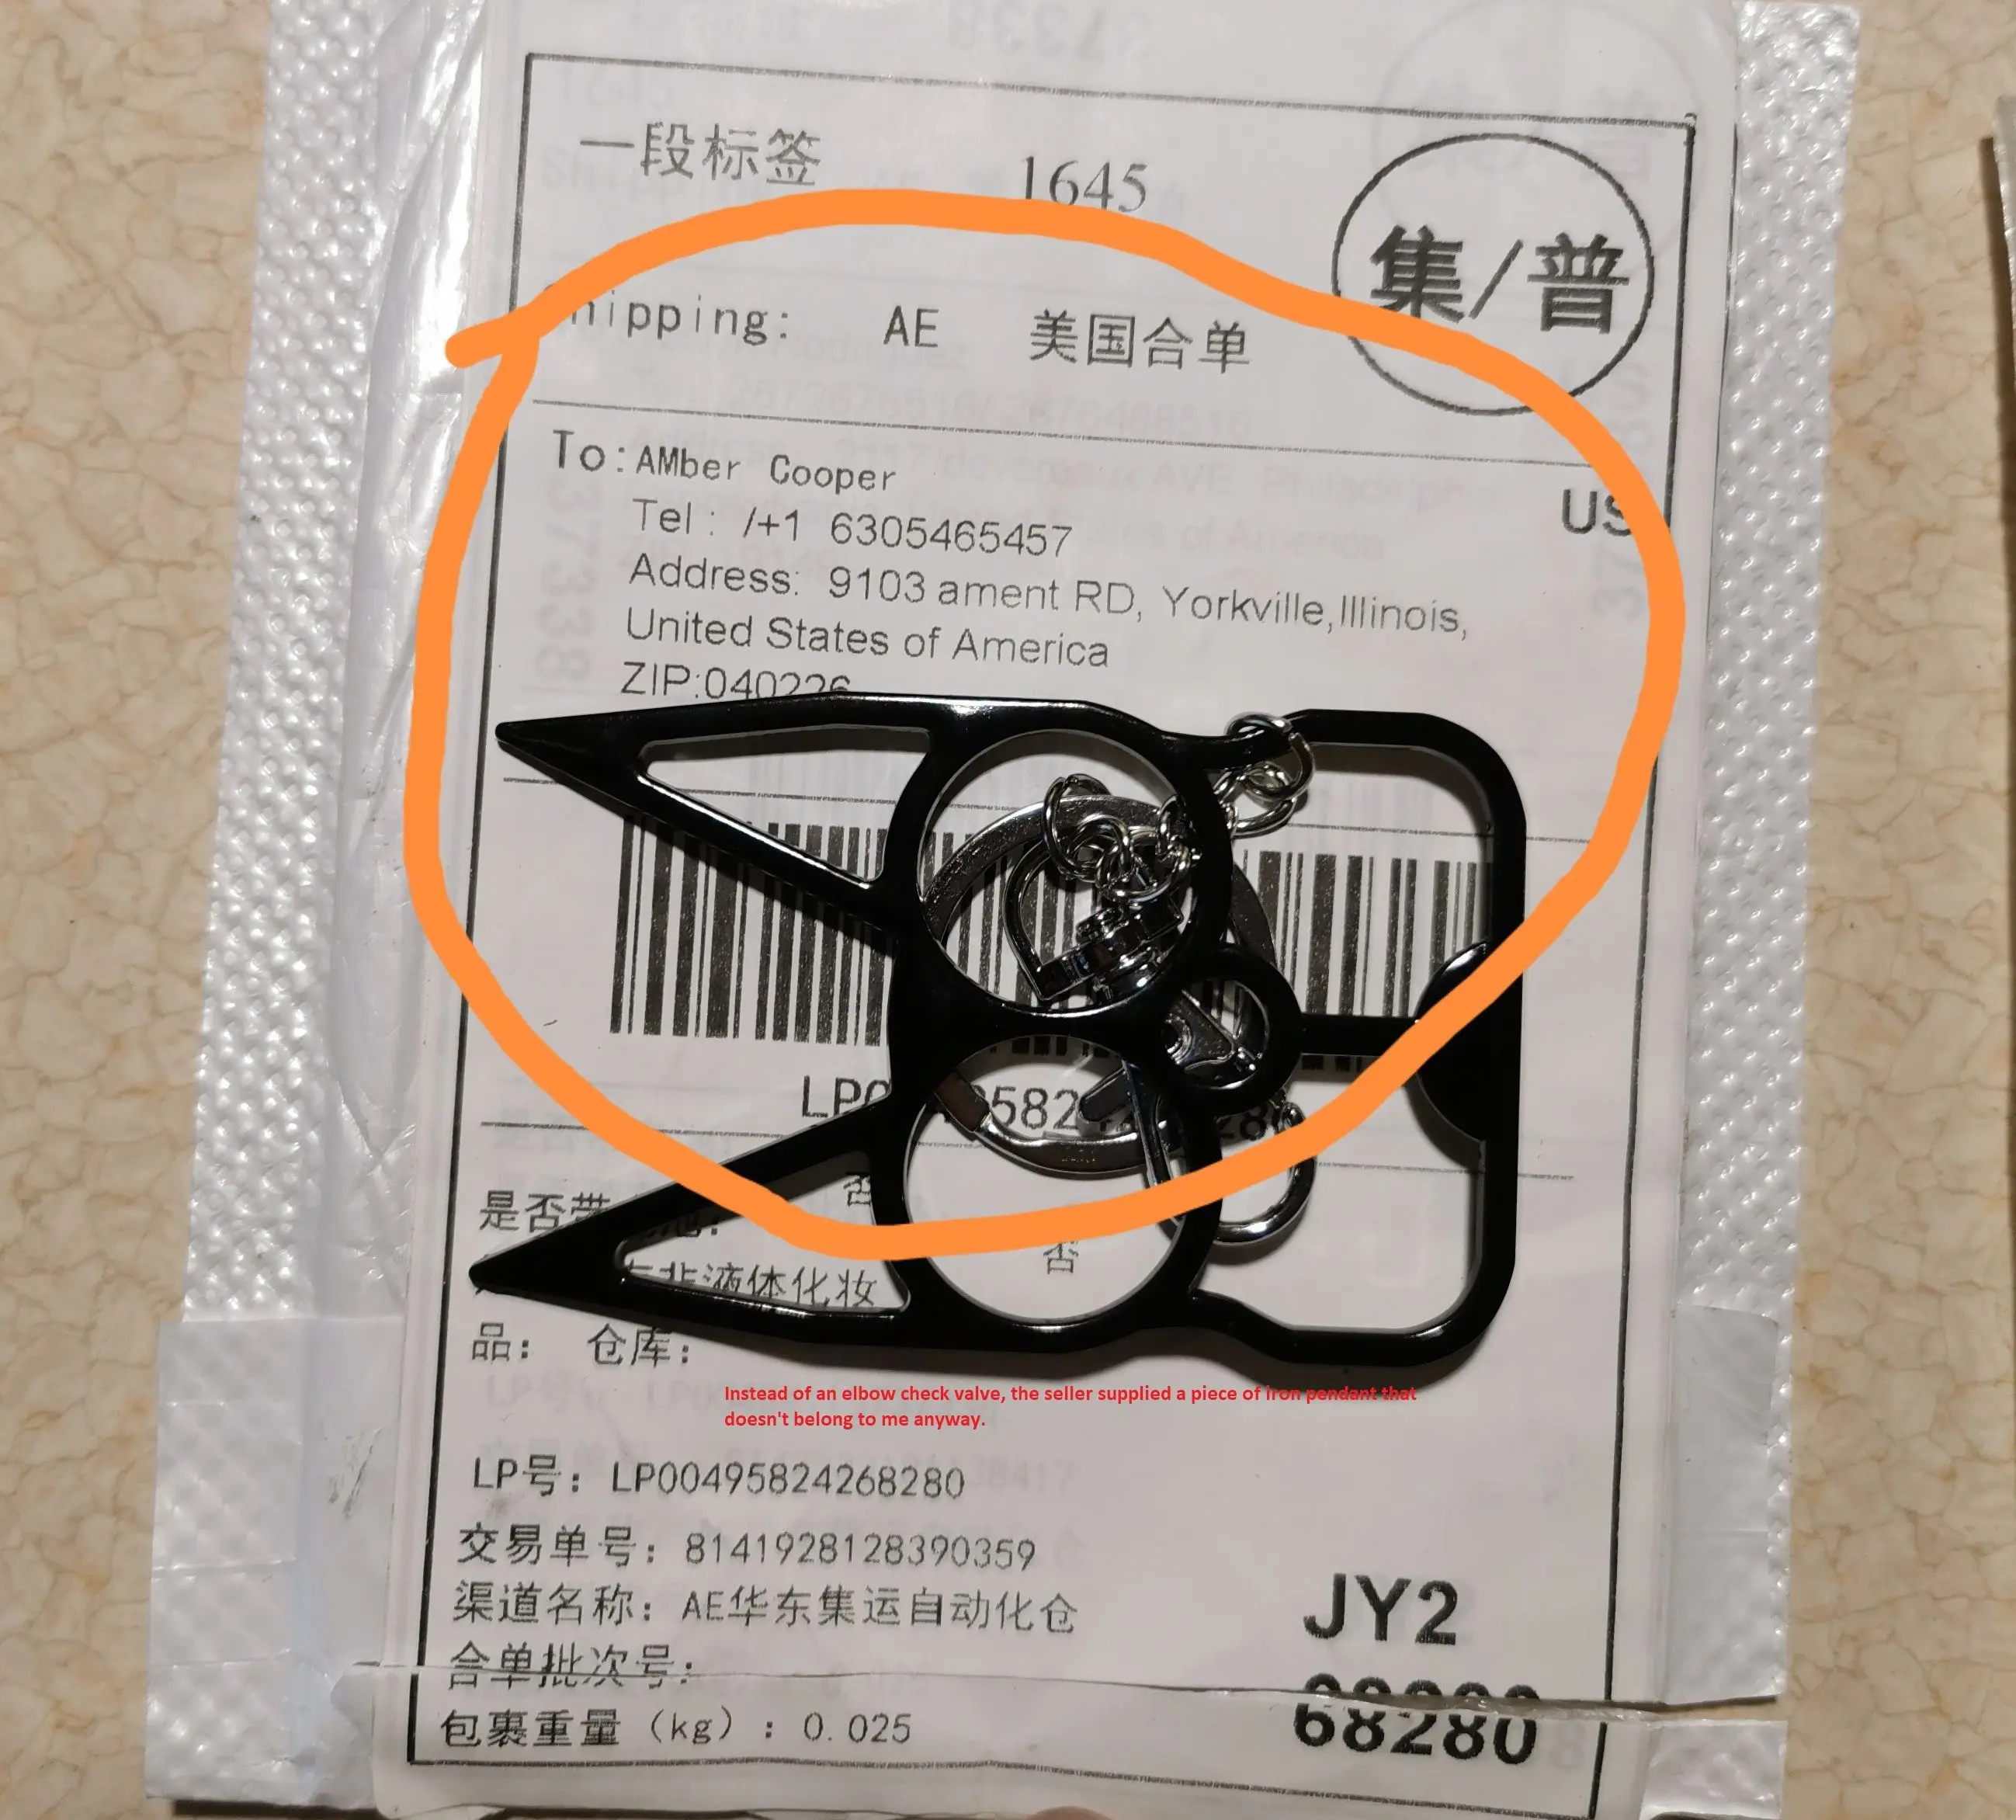 一段标签 1645
集/普
Shipping: AE 美国合单
To: AMber Cooper
US
Tel : /+1 6305465457
Address: 9103 ament RD, Yorkville,Illinois,
United States of America
ZIP:040226
否
是否带
否
非液体化妆
品: 仓库:
Instead of an elbow check valve, the seller supplied a piece of iron pendant that
doesn't belong to me anyway.
LP号: LP00495824268280
交易单号: 8141928128390359
渠道名称: AE华东集运自动化仓
JY2
合单批次号:
包裹重量 (kg) : 0.025
68280